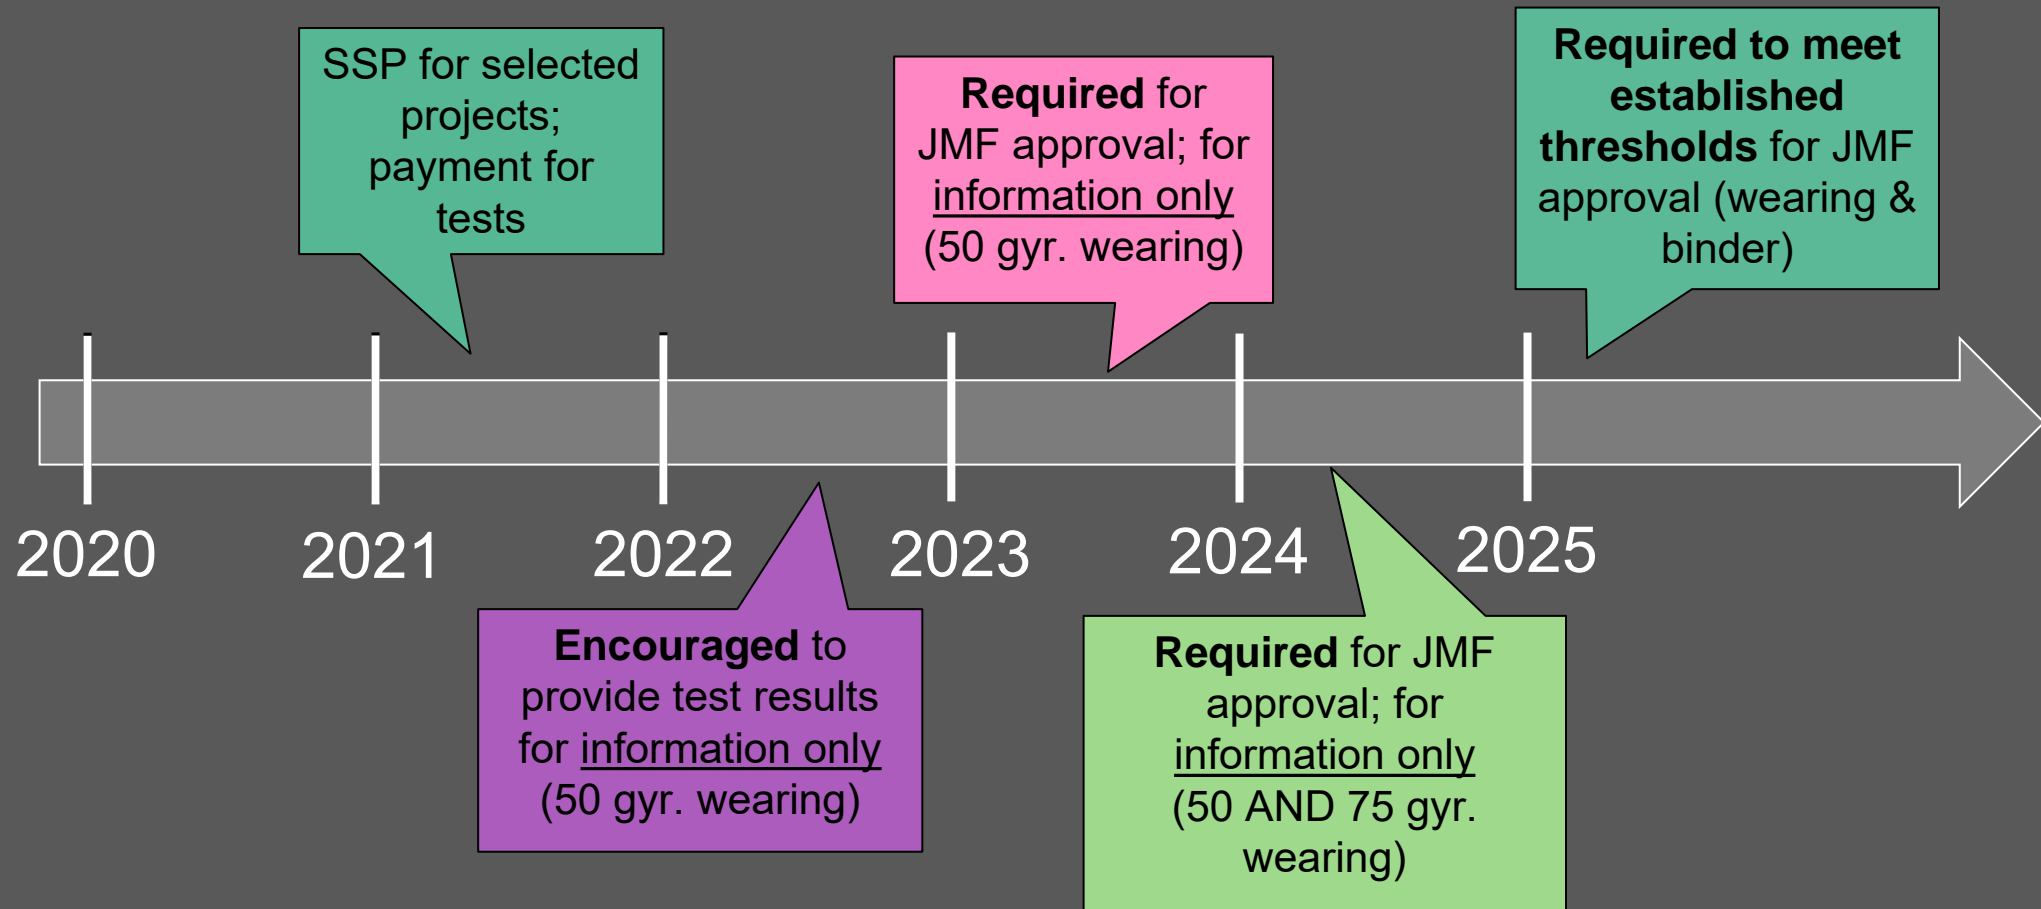 SSP for selected
projects;
payment for
tests
Required for
JMF approval; for
information only
(50 gyr. wearing)
Required to meet
established
thresholds for JMF
approval (wearing &
binder)
2020
2021
2022
2023
2024
2025
Encouraged to
provide test results
for information only
(50 gyr. wearing)
Required for JMF
approval; for
information only
(50 AND 75 gyr.
wearing)